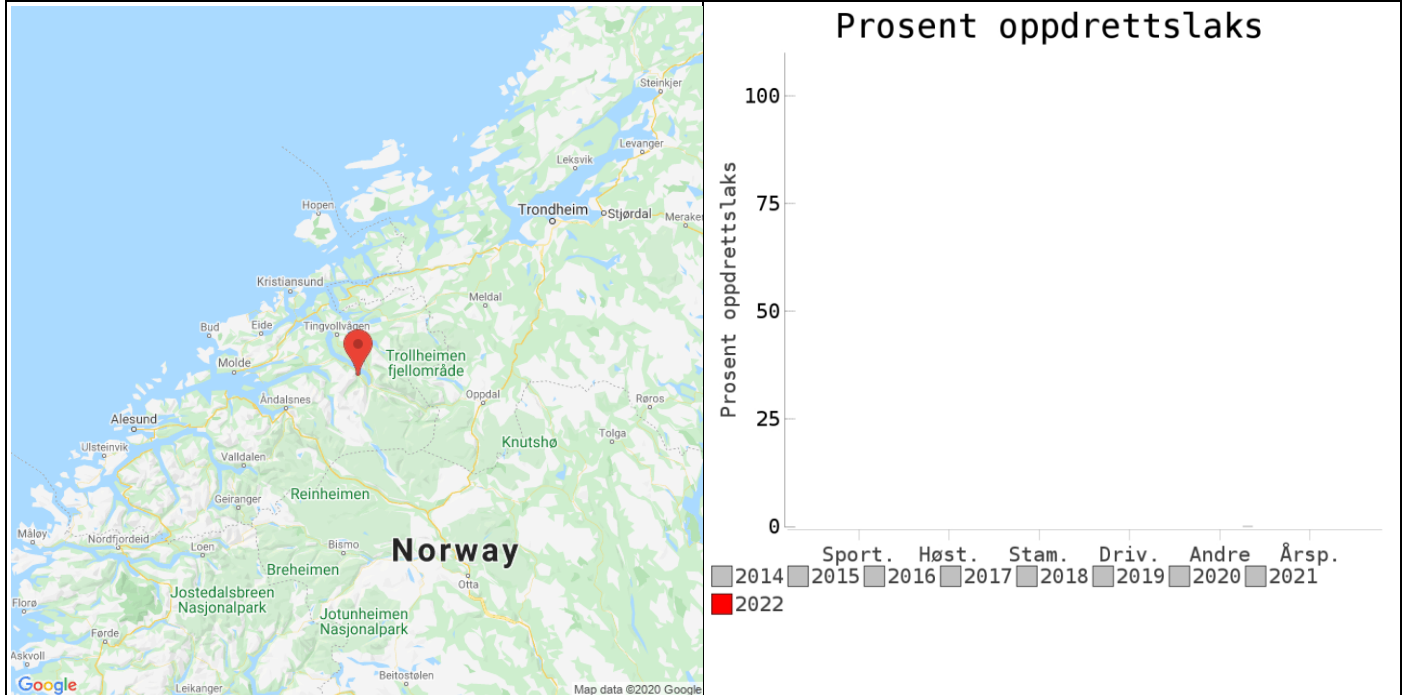 Steinkjer
Levanger
Leksvik
Hopen
Trondheim
Stjørdal
Meraker
Kristiansund
Meldal
Bud
Eide
Tingvollvågen
Molde
Trollheimen
fjellområde
Åndalsnes
Oppdal
Røros
Alesund
Ulsteinvik
Tolga
Knutshø
Valldalen
Geiranger
Reinheimen
Måløy
Nordfjordeid
Loen
Bismo
Norway
Breheimen
Otta
Jostedalsbreen
Nasjonalpark
Florø
Jotunheimen
Nasjonalpark
Førde
Askvoll
Leikanger
Beitostølen
Google
Map data ©2020 Google
Prosent oppdrettslaks
Prosent oppdrettslaks
100
75
50
25
0
Sport. Høst. Stam. Driv. Andre Årsp.
2014 2015 2016 2017 2018 2019 2020 2021
2022